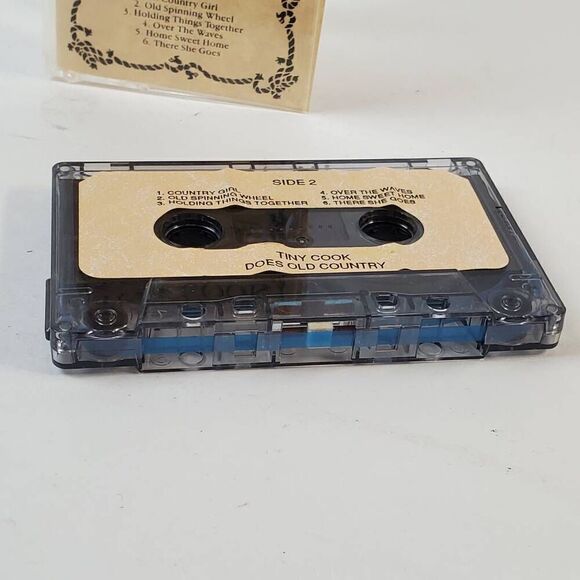 Country Girl
2. Old Spinning Wheel
3. Holding Things Together
4. Over The Waves
5. Home Sweet Home
6. There She Goes
SIDE 2
1. COUNTRY GIRL
2. OLD SPINNING WHEEL
3. HOLDING THINGS TOGETHER
4. OVER THE WAVES
5. HOME SWEET HOME
6. THERE SHE GOES
TINY COOK
DOES OLD COUNTRY